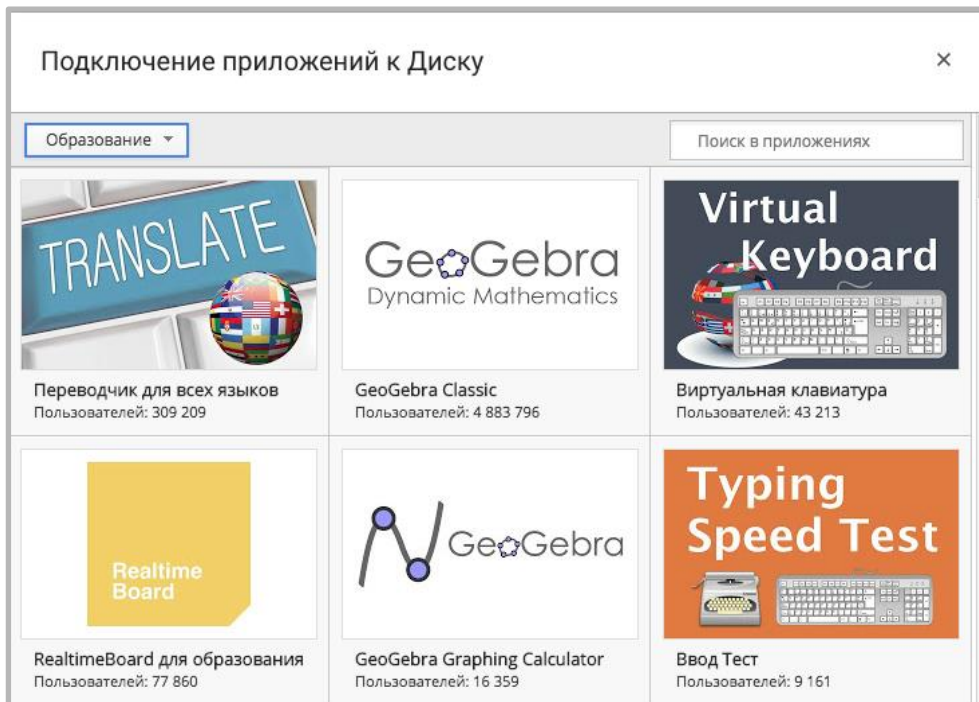 Подключение приложений к Диску
×
Образование
Поиск в приложениях
TRANSLATE
GeoGebra
Dynamic Mathematics
Virtual
Keyboard
Переводчик для всех языков
Пользователей: 309 209
GeoGebra Classic
Пользователей: 4 883 796
Виртуальная клавиатура
Пользователей: 43 213
Realtime
Board
GeoGebra
Typing
Speed Test
RealtimeBoard для образования
Пользователей: 77 860
GeoGebra Graphing Calculator
Пользователей: 16 359
Ввод Тест
Пользователей: 9 161